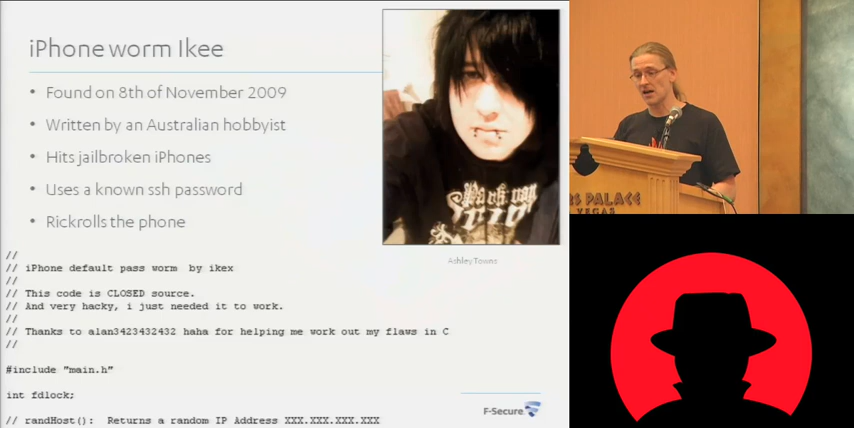 iPhone worm Ikee
• Found on 8th of November 2009
• Written by an Australian hobbyist
• Hits jailbroken iPhones
• Uses a known ssh password
• Rickrolls the phone
Ashley Towns
//
// iPhone default pass worm by ikex
//
// This code is CLOSED source.
// And very hacky, i just needed it to work.
//
// Thanks to alan3423432432 haha for helping me work out my flaws in C
//
#include "main.h"
int fdlock;
// randHost(): Returns a random IP Address XXX.XXX.XXX.XXX
F-Secure
PALACE
VEGAS